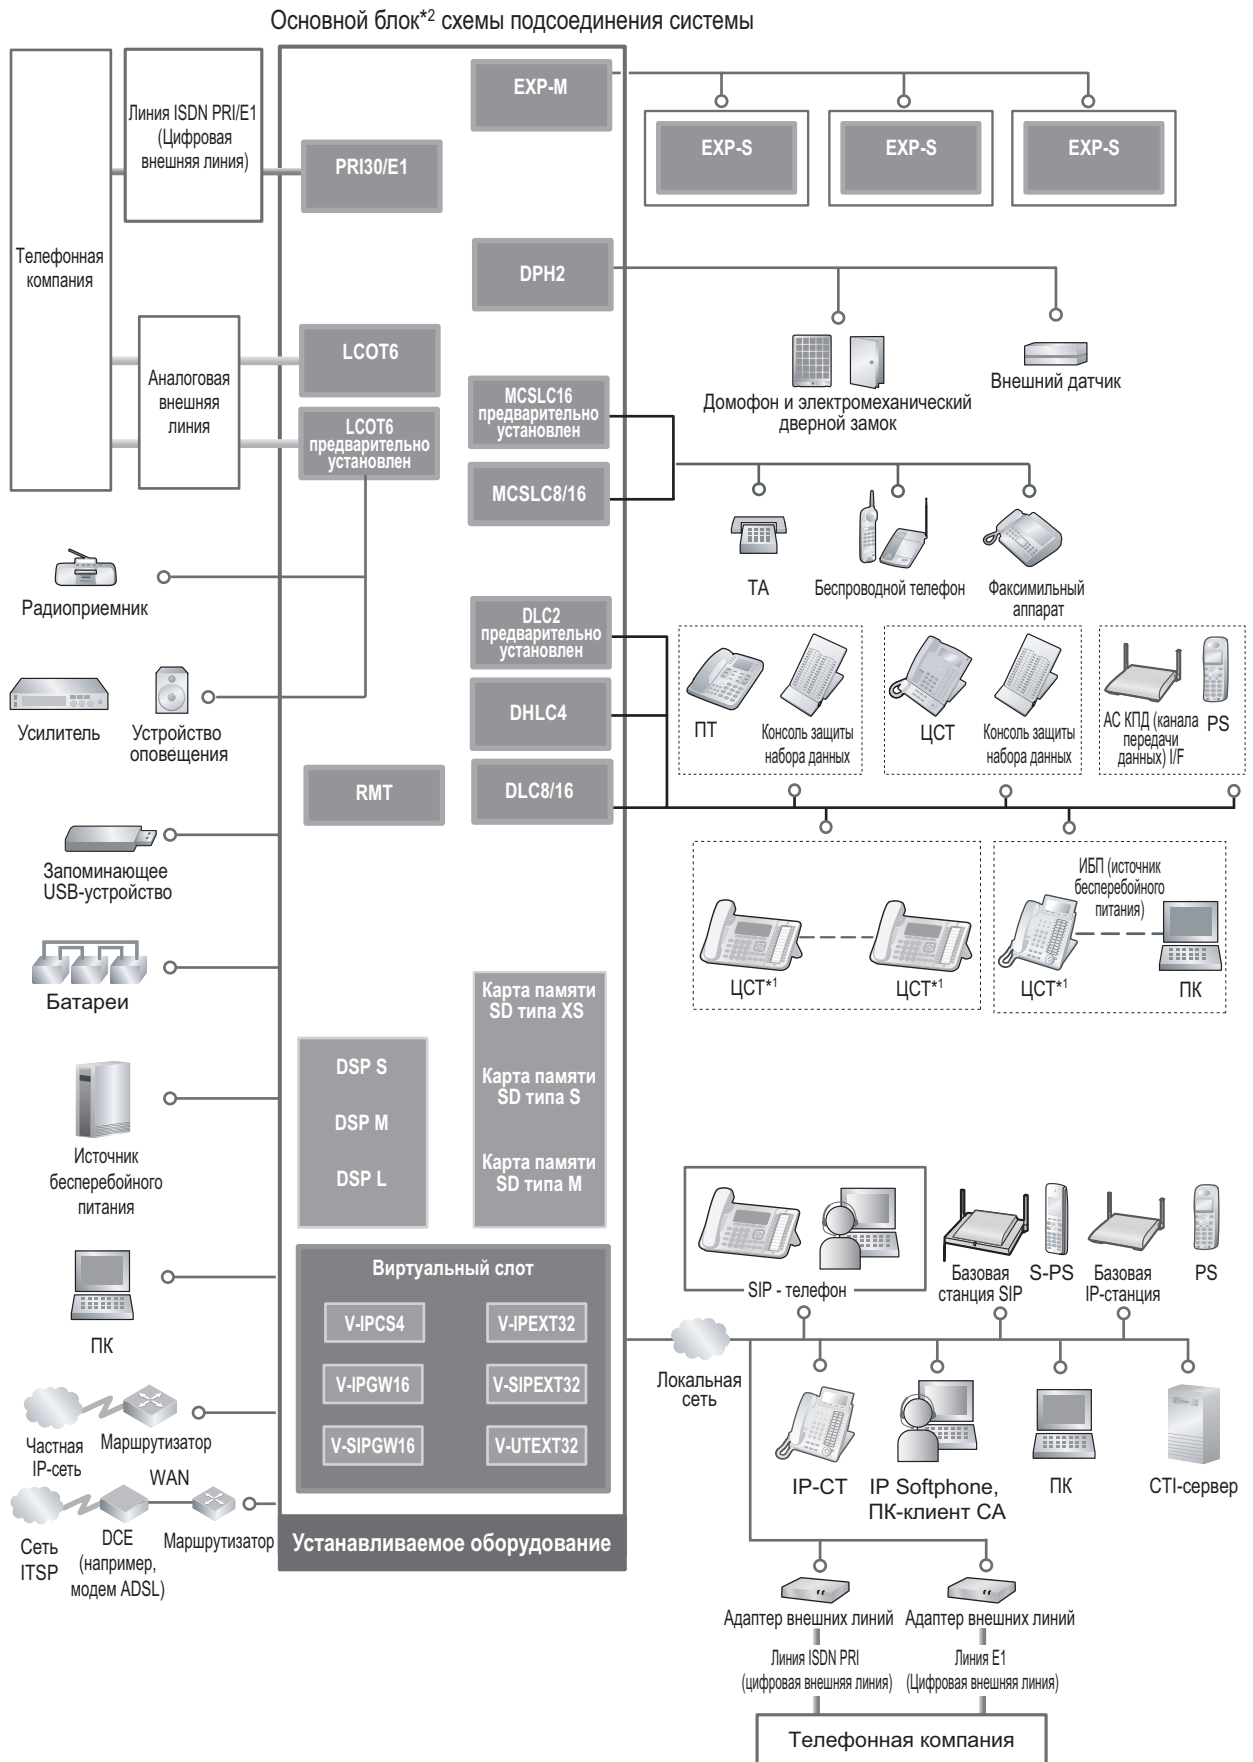 Основной блок*2 схемы подсоединения системы
Линия ISDN PRI/E1
(Цифровая
внешняя линия)
Телефонная
компания
Аналоговая
внешняя
линия
PRI30/E1
LCOT6
LCOT6
предварительно
установлен
EXP-M
EXP-S
EXP-S
EXP-S
DPH2
Домофон и электромеханический
дверной замок
Внешний датчик
MCSLC16
предварительно
установлен
MCSLC8/16
ТА
Беспроводной телефон
Факсимильный
аппарат
Радиоприемник
Усилитель
Устройство
оповещения
DLC2
предварительно
установлен
DHLC4
DLC8/16
RMT
ПТ
Консоль защиты
набора данных
ЦСТ
Консоль защиты
набора данных
АС КПД (канала
передачи
данных) I/F
PS
Запоминающее
USB-устройство
Батареи
Источник
бесперебойного
питания
ПК
ЦСТ*1
ЦСТ*1
ИБП (источник
бесперебойного
питания)
ЦСТ*1
ПК
Карта памяти
SD типа XS
Карта памяти
SD типа S
Карта памяти
SD типа M
DSP S
DSP M
DSP L
Виртуальный слот
V-IPCS4
V-IPEXT32
V-IPGW16
V-SIPEXT32
V-SIPGW16
V-UTEXT32
Устанавливаемое оборудование
Частная
IP-сеть
Маршрутизатор
WAN
Сеть
ITSP
DCE
(например,
модем ADSL)
Маршрутизатор
SIP - телефон
Базовая
станция SIP
S-PS
Базовая
IP-станция
PS
Локальная
сеть
IP-CT
IP Softphone,
ПК-клиент CA
ПК
CTI-сервер
Адаптер внешних линий
Адаптер внешних линий
Линия ISDN PRI
(цифровая внешняя линия)
Линия E1
(Цифровая внешняя линия)
Телефонная компания